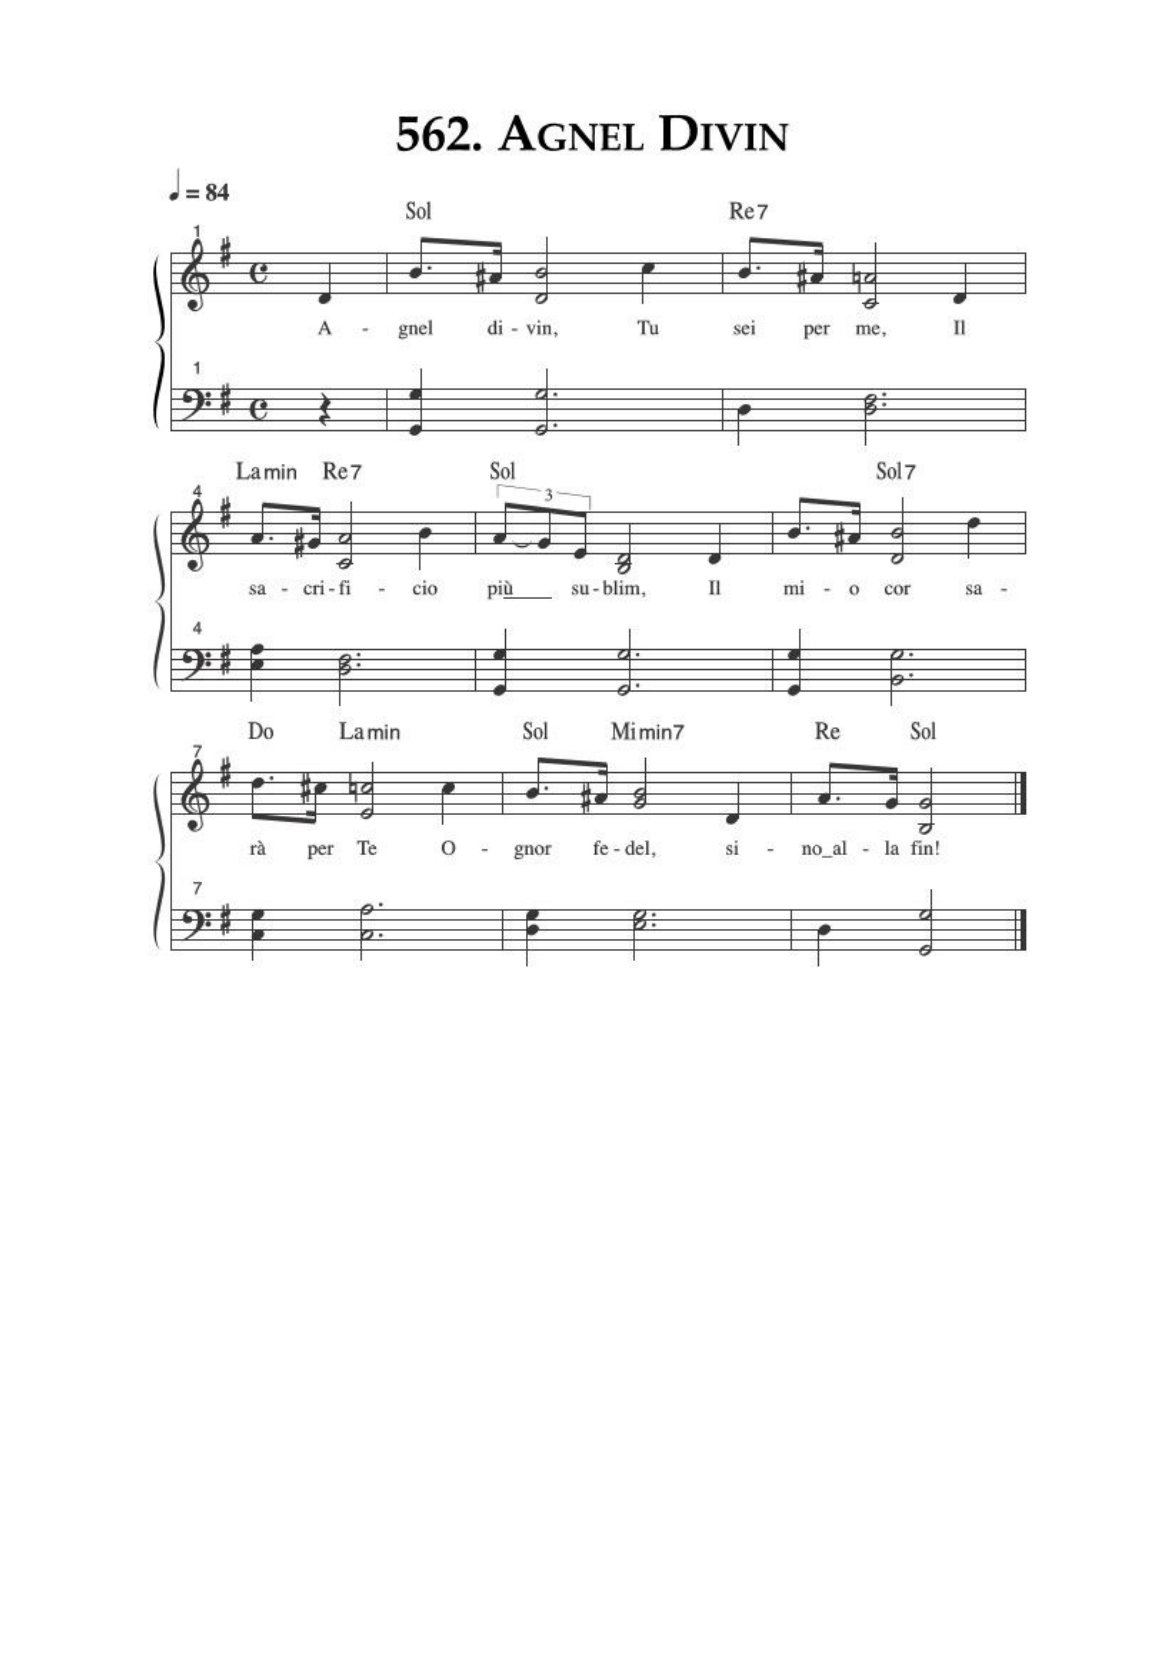 562. AGNEL DIVIN
= 84
Sol Re7
1
A - gnel di - vin, Tu sei per me, Il
1
Lamin Re7 Sol Sol7
4 3
sa - cri - fi - cio più____ su - blim, Il mi - o cor sa -
4
Do Lamin Sol Mimin7 Re Sol
7
rà per Te O - gnor fe - del, si - no_al - la fin!
7